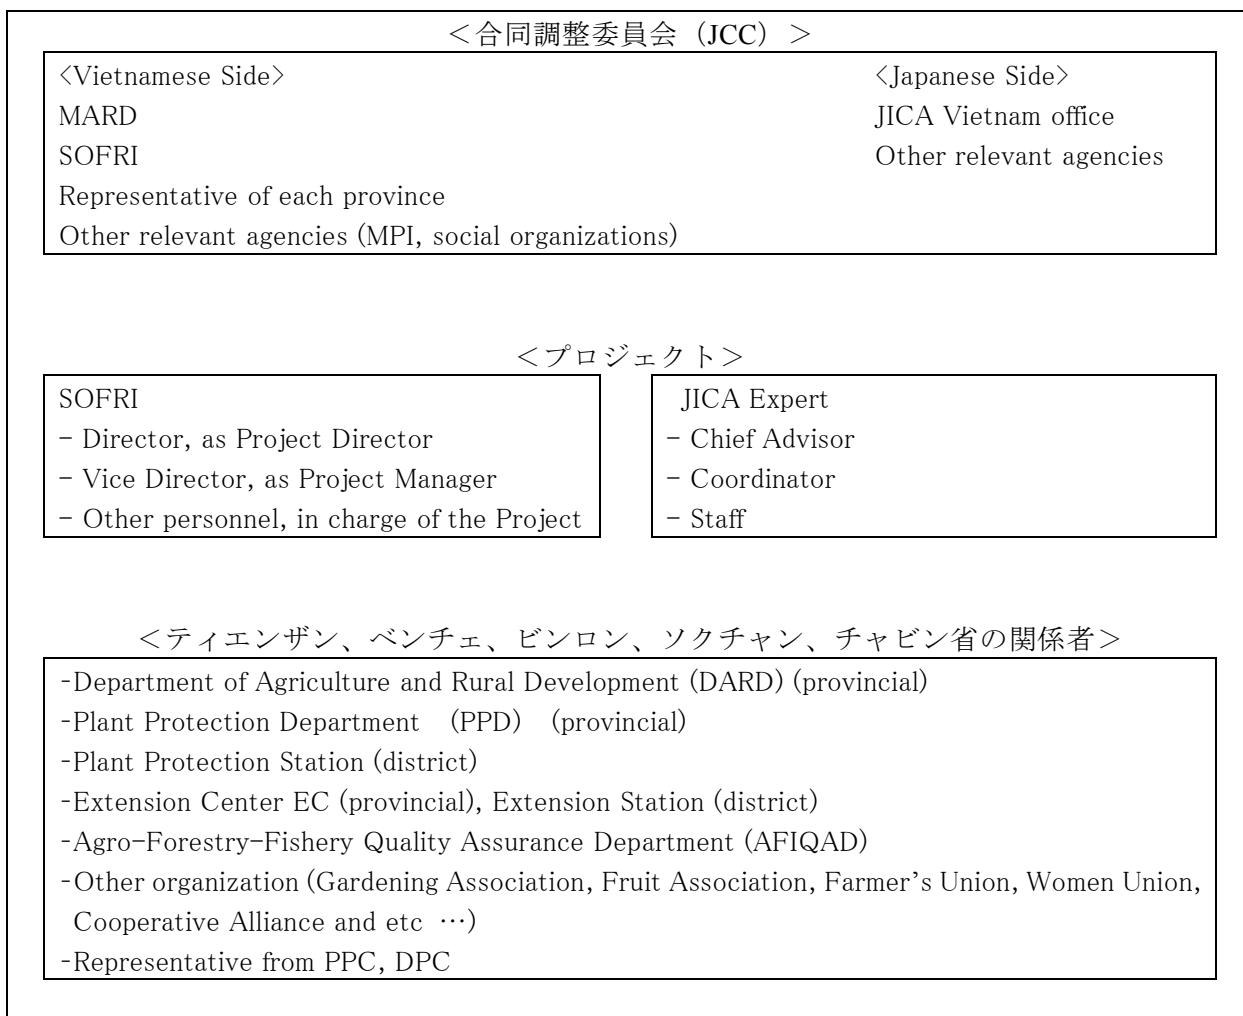 ＜合同調整委員会（JCC）＞
<Vietnamese Side>
<Japanese Side>
MARD
JICA Vietnam office
SOFRI
Other relevant agencies
Representative of each province
Other relevant agencies (MPI, social organizations)
＜プロジェクト＞
SOFRI
- Director, as Project Director
- Vice Director, as Project Manager
- Other personnel, in charge of the Project
JICA Expert
- Chief Advisor
- Coordinator
- Staff
＜ティエンザン、ベンチェ、ビンロン、ソクチャン、チャビン省の関係者＞
-Department of Agriculture and Rural Development (DARD) (provincial)
-Plant Protection Department （PPD）（provincial)
-Plant Protection Station (district)
-Extension Center EC (provincial), Extension Station (district)
-Agro-Forestry-Fishery Quality Assurance Department (AFIQAD)
-Other organization (Gardening Association, Fruit Association, Farmer’s Union, Women Union,
Cooperative Alliance and etc …)
-Representative from PPC, DPC